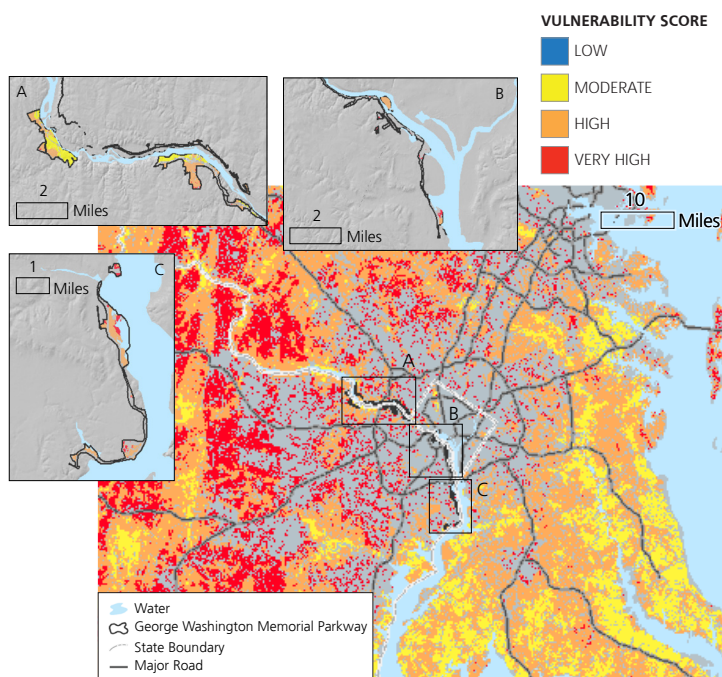 VULNERABILITY SCORE
LOW
MODERATE
HIGH
VERY HIGH
A
2
Miles
B
2
Miles
10
Miles
C
1
Miles
A
B
C
Water
George Washington Memorial Parkway
State Boundary
Major Road